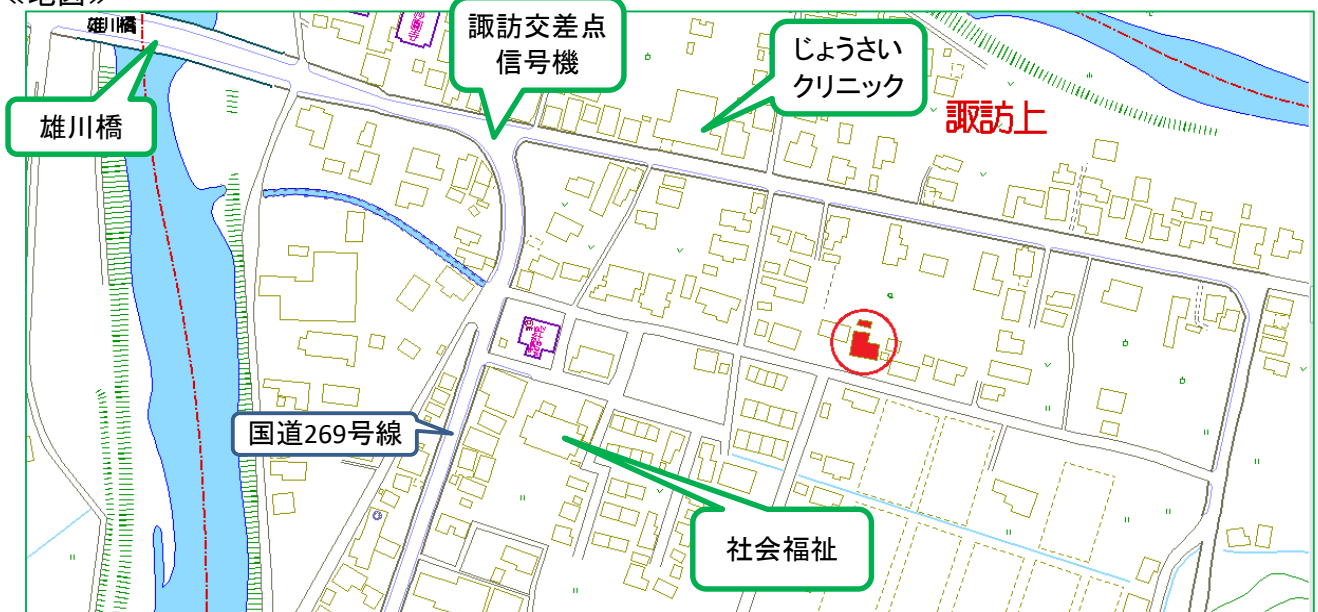 ≪地図≫
雄川橋
諏訪交差点
信号機
じょうさい
クリニック
諏訪上
雄川橋
国道269号線
社会福祉